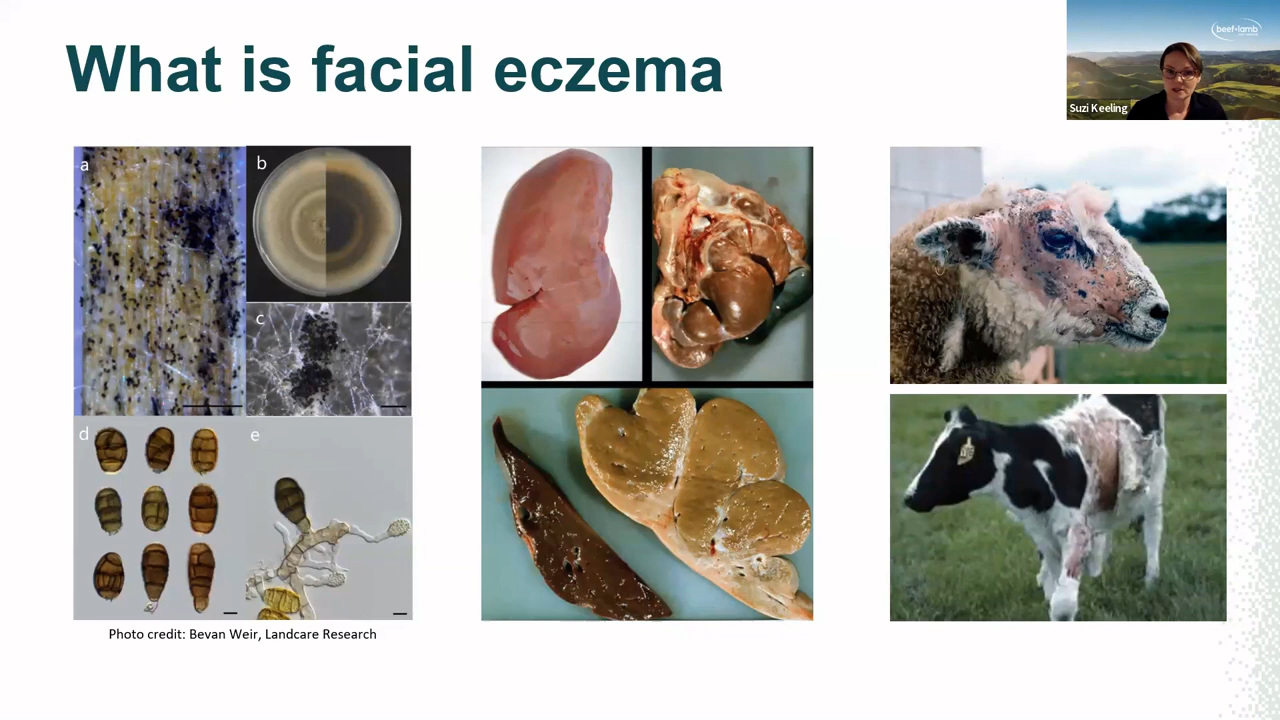 What is facial eczema
beef+lamb
Suzi Keeling
a
b
c
d
e
Photo credit: Bevan Weir, Landcare Research